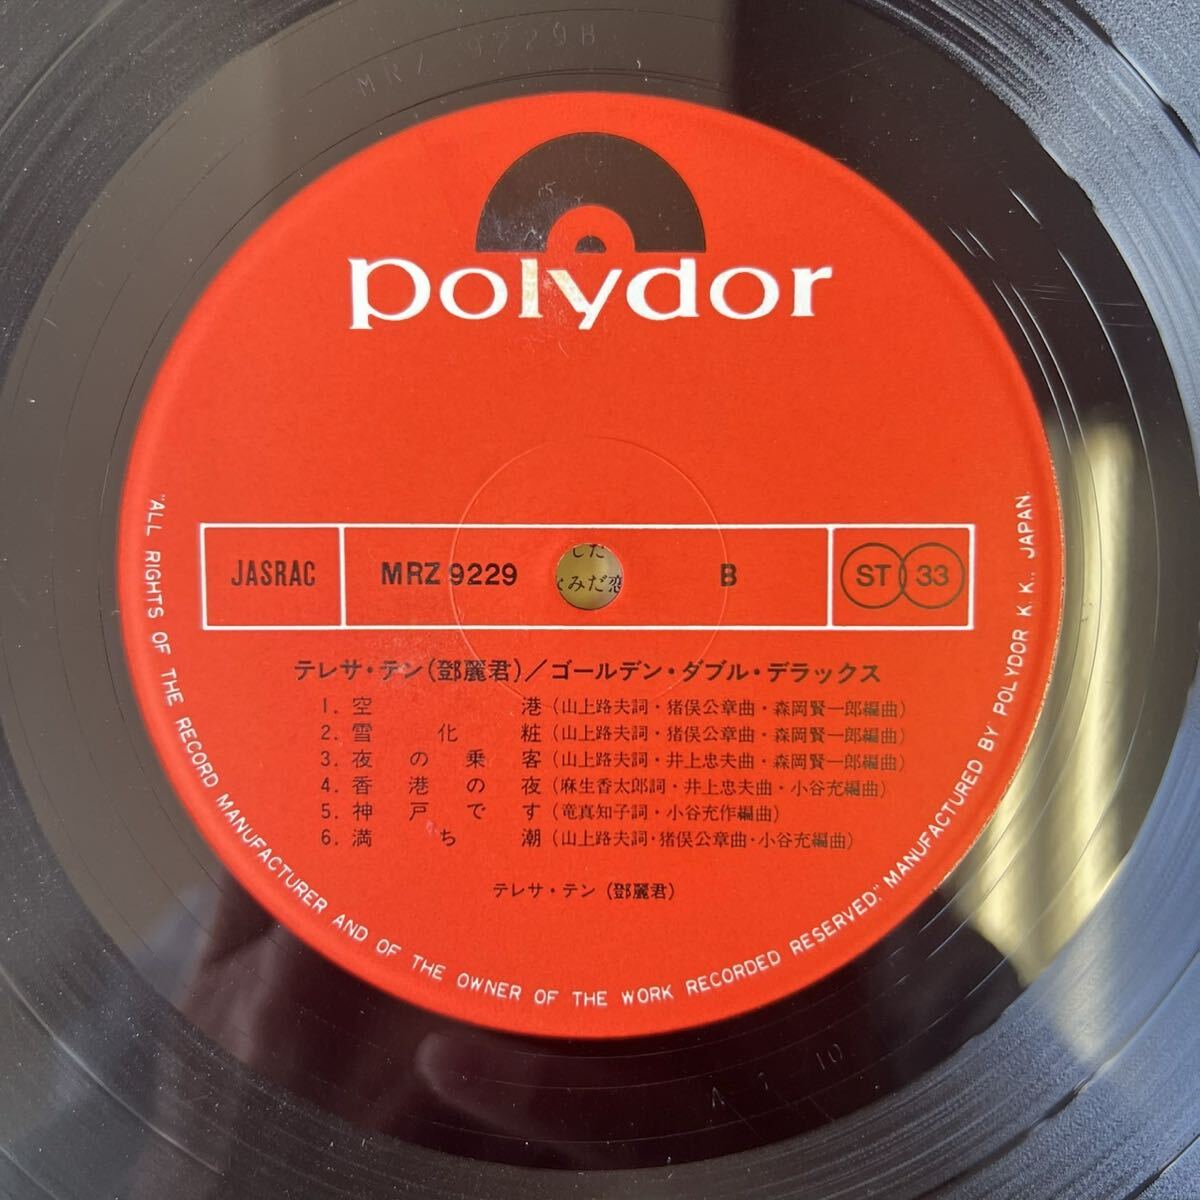 MRZ 9229B
polydor
JASRAC MRZ 9229 B ST 33
した
くみだ恋
テレサ・テン(鄧麗君)/ゴールデン・ダブル・デラックス
1. 空港(山上路夫詞・猪俣公章曲・森岡賢一郎編曲)
2. 雪化粧(山上路夫詞・猪俣公章曲・森岡賢一郎編曲)
3. 夜の乗客(山上路夫詞・井上忠夫曲・森岡賢一郎編曲)
4. 香港の夜(麻生香太郎詞・井上忠夫曲・小谷充編曲)
5. 神戸です(竜真知子詞・小谷充作編曲)
6. 満ち潮(山上路夫詞・猪俣公章曲・小谷充編曲)
テレサ・テン(鄧麗君)
"ALL RIGHTS OF THE RECORD MANUFACTURER AND OF THE OWNER OF THE WORK RECORDED RESERVED," MANUFACTURED BY POLYDOR K.K., JAPAN.